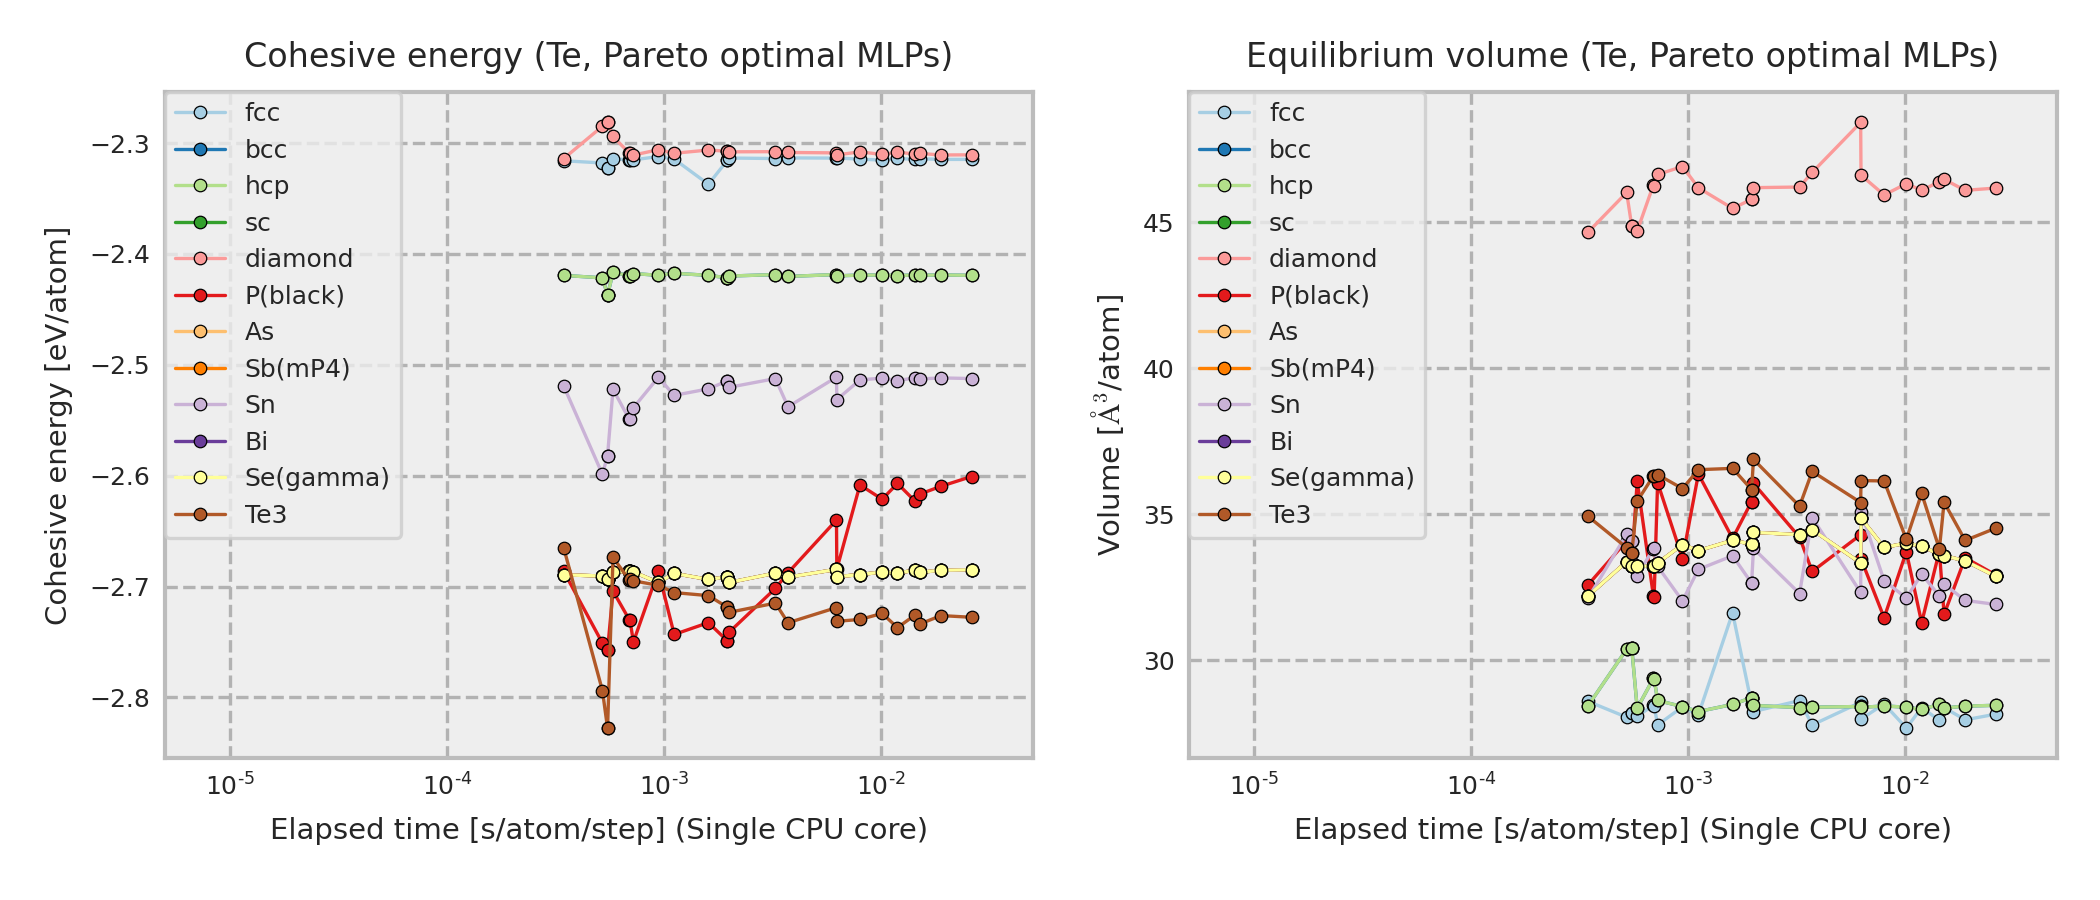 Cohesive energy (Te, Pareto optimal MLPs)
Cohesive energy [eV/atom]
−2.3
−2.4
−2.5
−2.6
−2.7
−2.8
fcc
bcc
hcp
sc
diamond
P(black)
As
Sb(mP4)
Sn
Bi
Se(gamma)
Te3
10⁻⁵ 10⁻⁴ 10⁻³ 10⁻²
Elapsed time [s/atom/step] (Single CPU core)
Equilibrium volume (Te, Pareto optimal MLPs)
Volume [Å³/atom]
45
40
35
30
fcc
bcc
hcp
sc
diamond
P(black)
As
Sb(mP4)
Sn
Bi
Se(gamma)
Te3
10⁻⁵ 10⁻⁴ 10⁻³ 10⁻²
Elapsed time [s/atom/step] (Single CPU core)